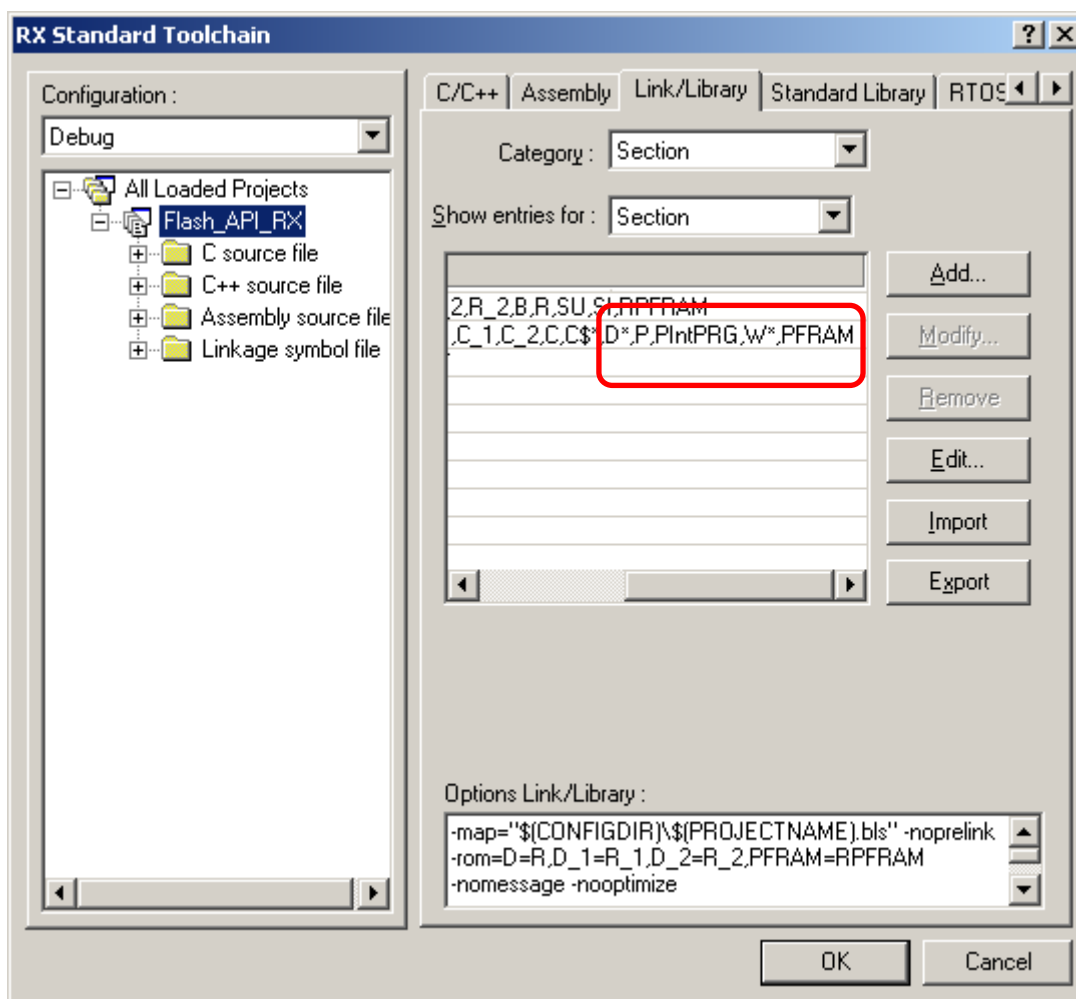 RX Standard Toolchain
Configuration :
Debug
All Loaded Projects
Flash_API_RX
C source file
C++ source file
Assembly source file
Linkage symbol file
C/C++
Assembly
Link/Library
Standard Library
RTOS
Category :
Section
Show entries for :
Section
2,R_2,B,R,SU,SI,RPFRAM
,C_1,C_2,C,C$*,D*,P,PIntPRG,W*,PFRAM
Add...
Modify...
Remove
Edit...
Import
Export
Options Link/Library :
-map="$(CONFIGDIR)\$(PROJECTNAME).bls" -noprelink
-rom=D=R,D_1=R_1,D_2=R_2,PFRAM=RPFRAM
-nomessage -nooptimize
OK
Cancel